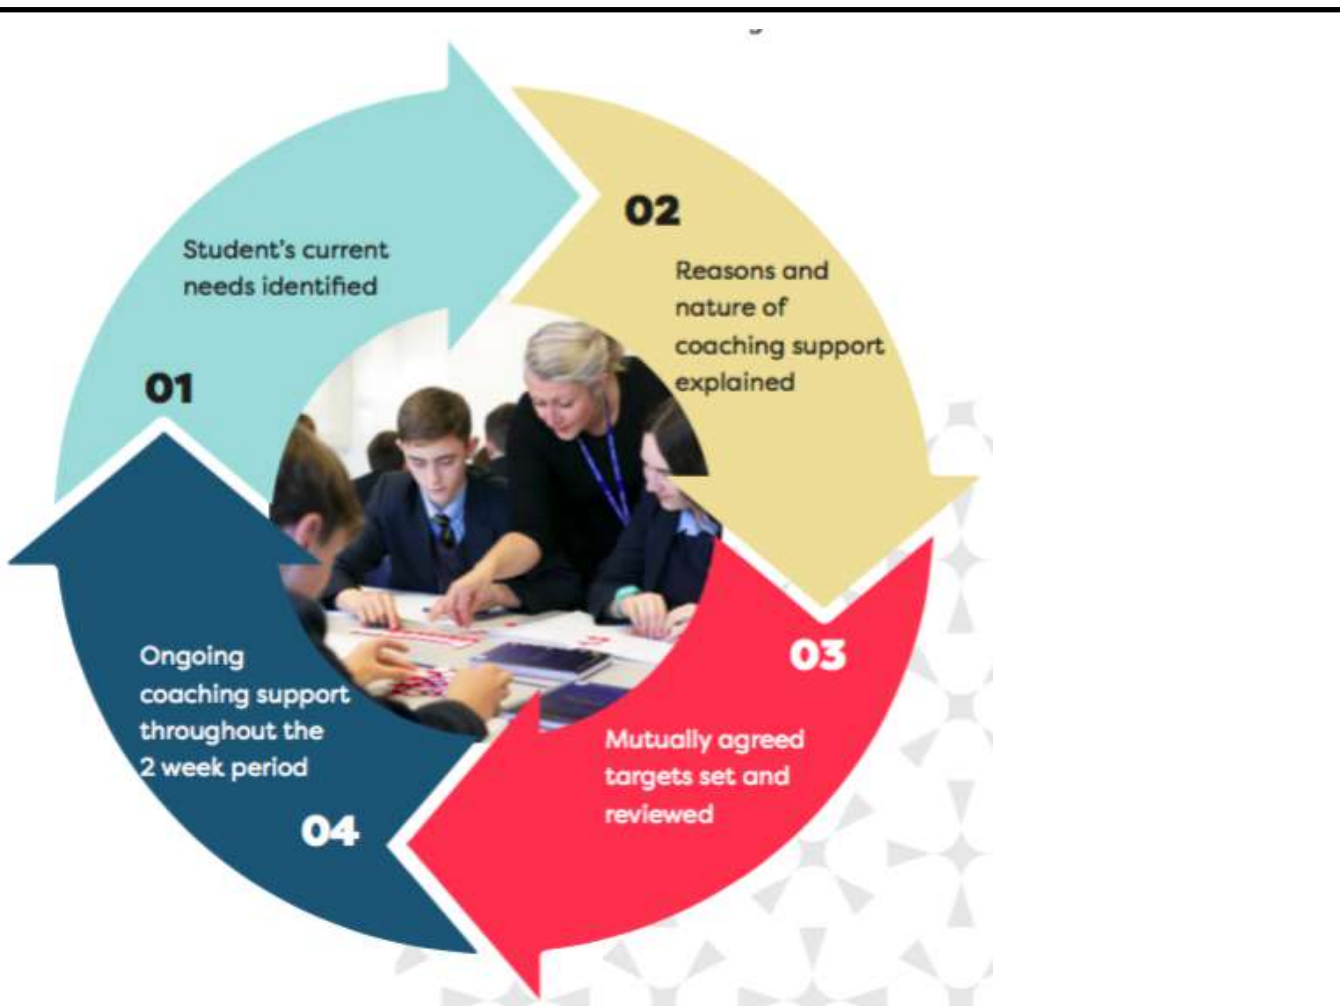 01
Student's current
needs identified
02
Reasons and
nature of
coaching support
explained
03
Mutually agreed
targets set and
reviewed
04
Ongoing
coaching support
throughout the
2 week period